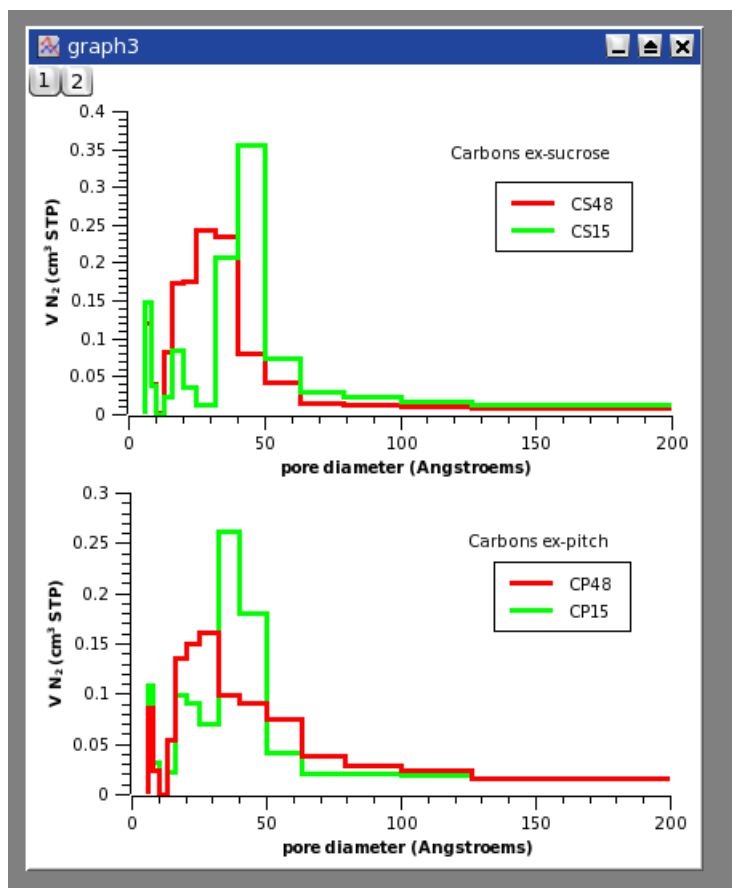 graph3
1 2
0.4
0.35
0.3
0.25
0.2
0.15
0.1
0.05
0
V N₂ (cm³ STP)
Carbons ex-sucrose
CS48
CS15
0 50 100 150 200
pore diameter (Angstroems)
0.3
0.25
0.2
0.15
0.1
0.05
0
V N₂ (cm³ STP)
Carbons ex-pitch
CP48
CP15
0 50 100 150 200
pore diameter (Angstroems)